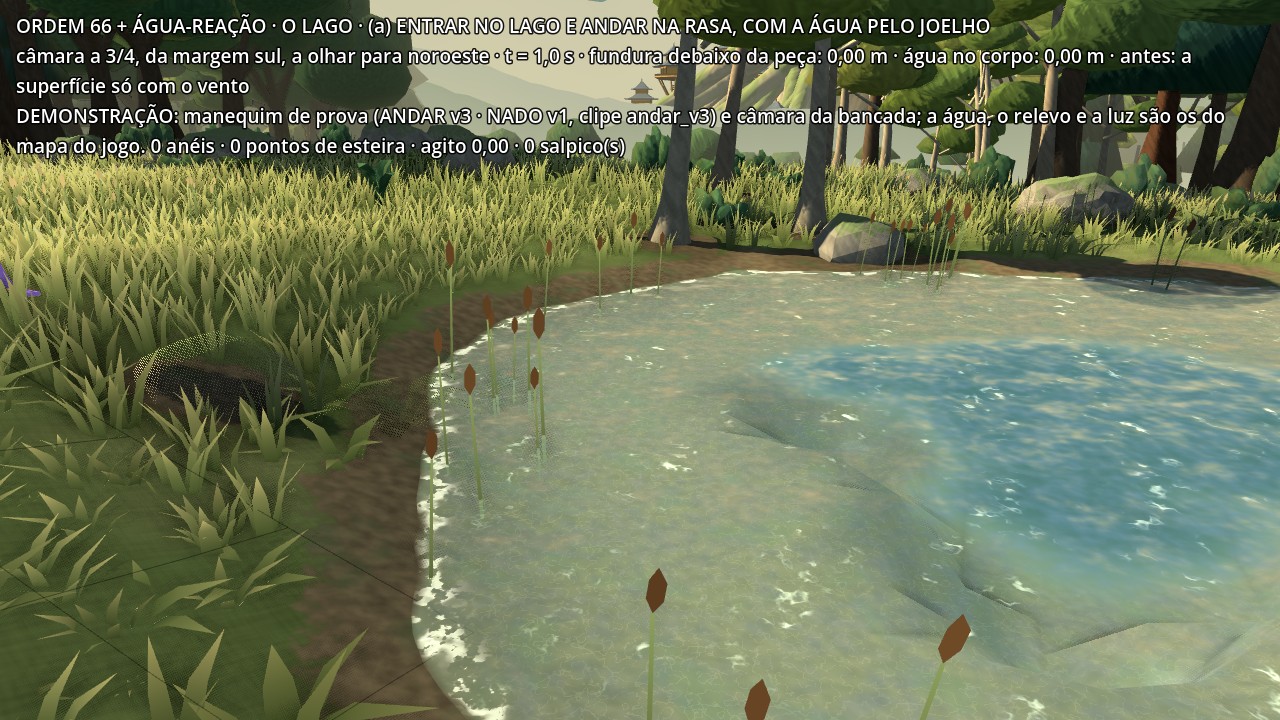 ORDEM 66 + ÁGUA-REAÇÃO · O LAGO · (a) ENTRAR NO LAGO E ANDAR NA RASA, COM A ÁGUA PELO JOELHO
câmara a 3/4, da margem sul, a olhar para noroeste · t = 1,0 s · fundura debaixo da peça: 0,00 m · água no corpo: 0,00 m · antes: a
superfície só com o vento
DEMONSTRAÇÃO: manequim de prova (ANDAR v3 · NADO v1, clipe andar_v3) e câmara da bancada; a água, o relevo e a luz são os do
mapa do jogo. 0 anéis · 0 pontos de esteira · agito 0,00 · 0 salpico(s)